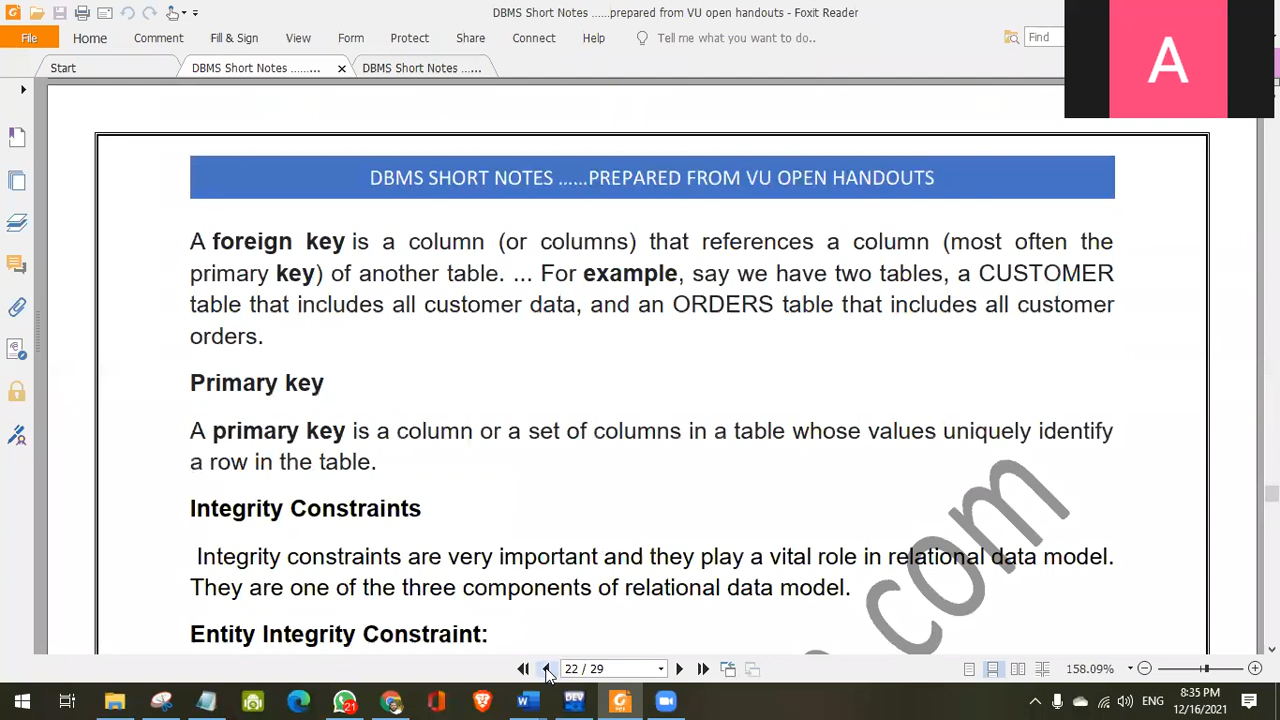 DBMS Short Notes ......prepared from VU open handouts - Foxit Reader
File Home Comment Fill & Sign View Form Protect Share Connect Help Tell me what you want to do.. Find
A
Start DBMS Short Notes ........... DBMS Short Notes ......
DBMS SHORT NOTES ......PREPARED FROM VU OPEN HANDOUTS
A foreign key is a column (or columns) that references a column (most often the
primary key) of another table. ... For example, say we have two tables, a CUSTOMER
table that includes all customer data, and an ORDERS table that includes all customer
orders.
Primary key
A primary key is a column or a set of columns in a table whose values uniquely identify
a row in the table.
Integrity Constraints
Integrity constraints are very important and they play a vital role in relational data model.
They are one of the three components of relational data model.
Entity Integrity Constraint:
com
22 / 29 158.09%
21 DEV ENG 8:35 PM
12/16/2021